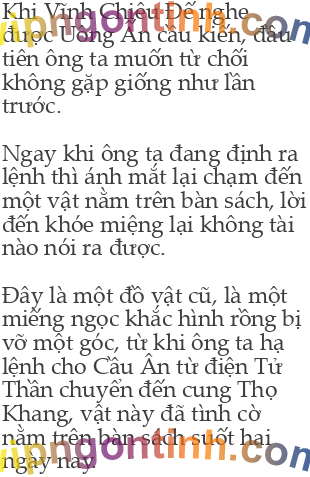 Khi Vĩnh Chiêu Đế nghe
được Uông Ấn cầu kiến, đầu
tiên ông ta muốn từ chối
không gặp giống như lần
trước.
Ngay khi ông ta đang định ra
lệnh thì ánh mắt lại chạm đến
một vật nằm trên bàn sách, lời
đến khóe miệng lại không tài
nào nói ra được.
Đây là một đồ vật cũ, là một
miếng ngọc khắc hình rồng bị
vỡ một góc, từ khi ông ta hạ
lệnh cho Cầu Ân từ điện Tử
Thần chuyển đến cung Thọ
Khang, vật này đã tình cờ
nằm trên bàn sách suốt hai
ngày nay.
vipngontinh.com
vipngontinh.com